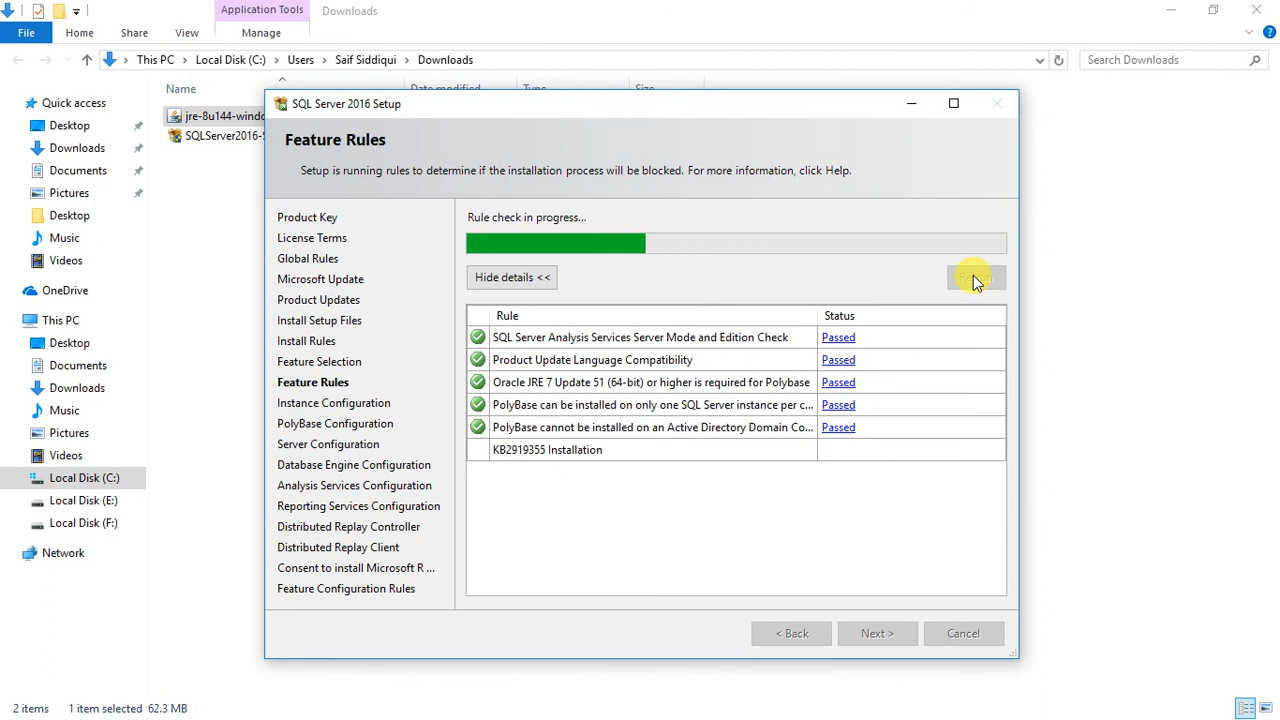 Application Tools
Downloads
File
Home
Share
View
Manage
This PC
Local Disk (C:)
Users
Saif Siddiqui
Downloads
Search Downloads
Name
Date modified
Type
Size
Quick access
Desktop
Downloads
Documents
Pictures
Desktop
Music
Videos
OneDrive
This PC
Desktop
Documents
Downloads
Music
Pictures
Videos
Local Disk (C:)
Local Disk (E:)
Local Disk (F:)
Network
jre-8u144-windo
SQLServer2016-S
SQL Server 2016 Setup
Feature Rules
Setup is running rules to determine if the installation process will be blocked. For more information, click Help.
Product Key
License Terms
Global Rules
Microsoft Update
Product Updates
Install Setup Files
Install Rules
Feature Selection
Feature Rules
Instance Configuration
PolyBase Configuration
Server Configuration
Database Engine Configuration
Analysis Services Configuration
Reporting Services Configuration
Distributed Replay Controller
Distributed Replay Client
Consent to install Microsoft R ...
Feature Configuration Rules
Rule check in progress...
Hide details <<
Rule Status
SQL Server Analysis Services Server Mode and Edition Check Passed
Product Update Language Compatibility Passed
Oracle JRE 7 Update 51 (64-bit) or higher is required for Polybase Passed
PolyBase can be installed on only one SQL Server instance per c... Passed
PolyBase cannot be installed on an Active Directory Domain Co... Passed
KB2919355 Installation
< Back
Next >
Cancel
2 items
1 item selected 62.3 MB